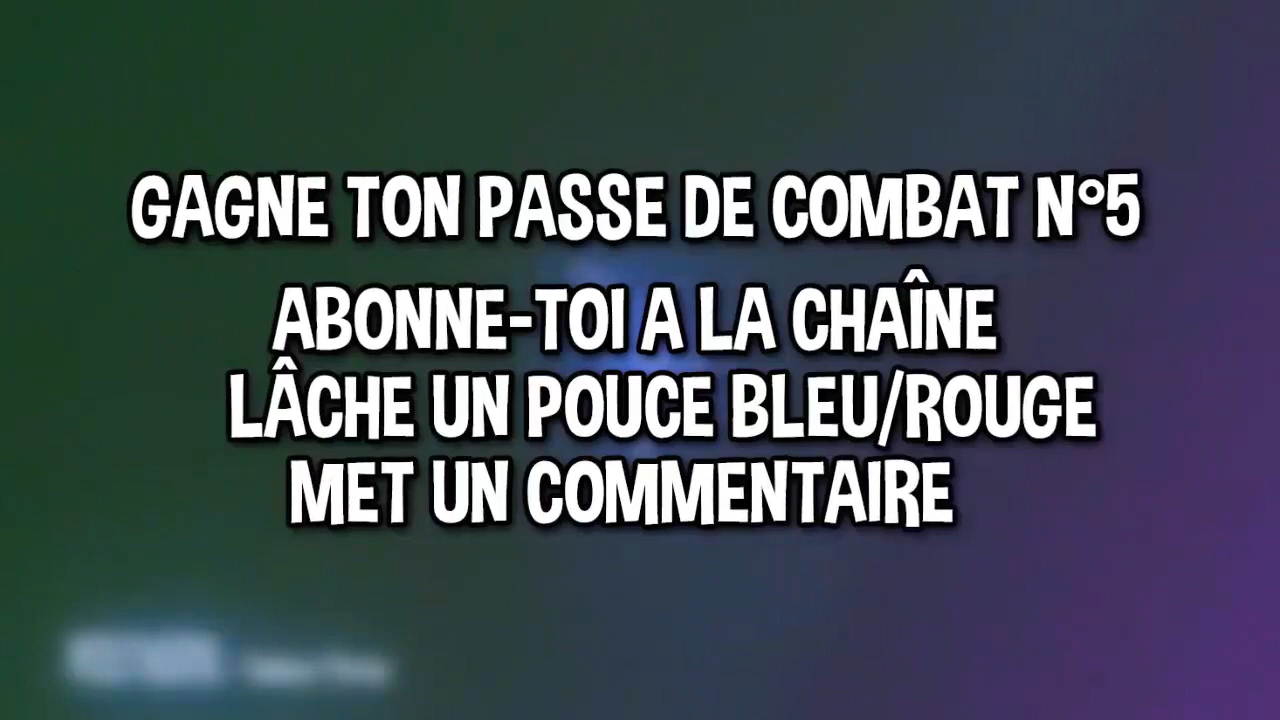 GAGNE TON PASSE DE COMBAT N°5
ABONNE-TOI A LA CHAÎNE
LÂCHE UN POUCE BLEU/ROUGE
MET UN COMMENTAIRE